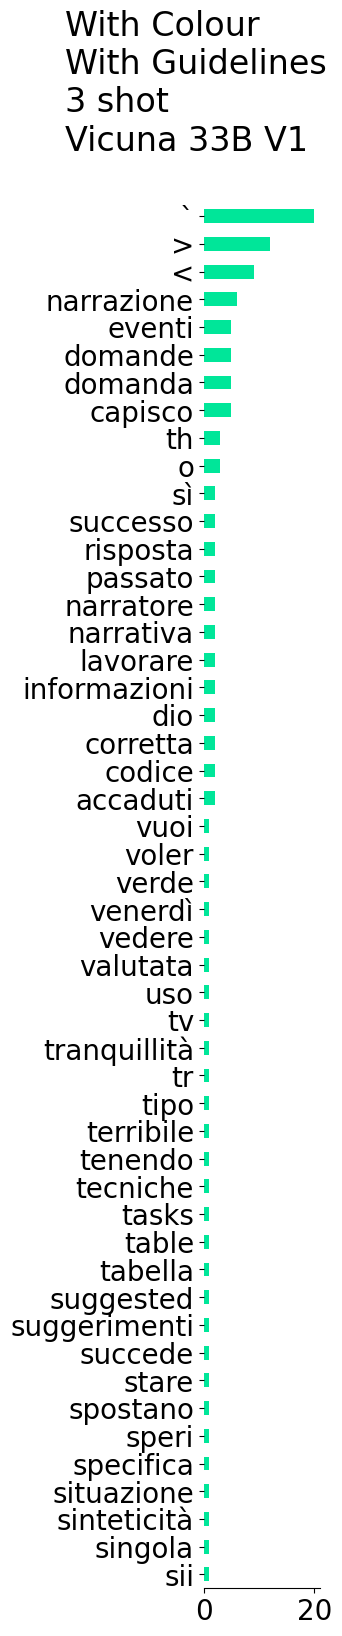 With Colour
With Guidelines
3 shot
Vicuna 33B V1
`
>
<
narrazione
eventi
domande
domanda
capisco
th
o
sì
successo
risposta
passato
narratore
narrativa
lavorare
informazioni
dio
corretta
codice
accaduti
vuoi
voler
verde
venerdì
vedere
valutata
uso
tv
tranquillità
tr
tipo
terribile
tenendo
tecniche
tasks
table
tabella
suggested
suggerimenti
succede
stare
spostano
speri
specifica
situazione
sinteticità
singola
sii
0 20